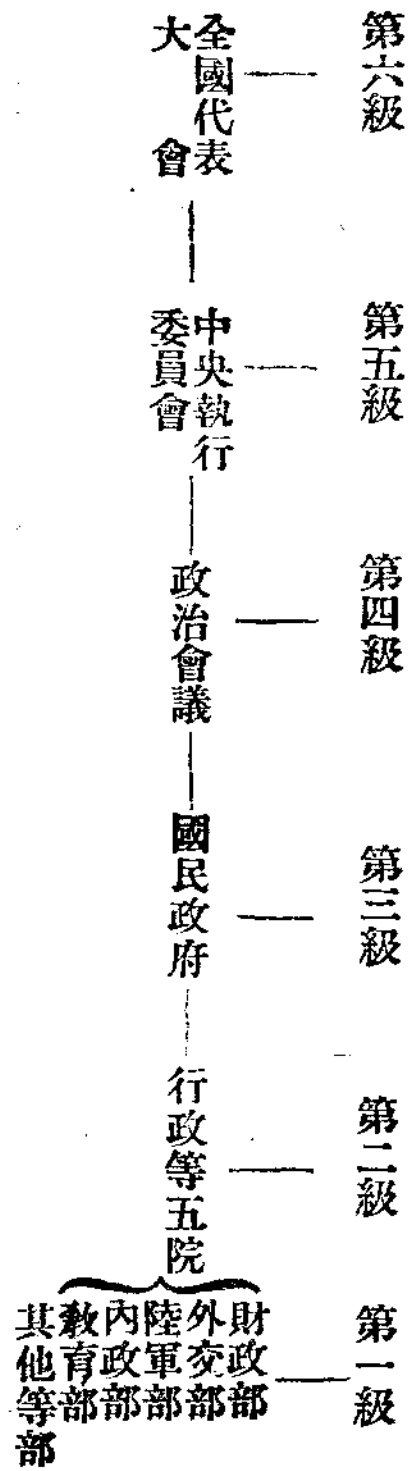 第六級
全國代表
大會
第五級
中央執行
委員會
第四級
政治會議
第三級
國民政府
第二級
行政等五院
第一級
財政部
外交部
陸軍部
內政部
敎育部
其他等部